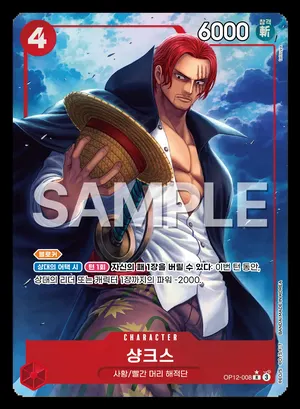 4
6000
참격
斬
SAMPLE
블로커
상대의 어택 시 턴 1회 자신의 패 1장을 버릴 수 있다: 이번 턴 동안,
상대의 리더 또는 캐릭터 1장까지의 파워 -2000.
CHARACTER
샹크스
사황/빨간 머리 해적단
OP12-008 R 3